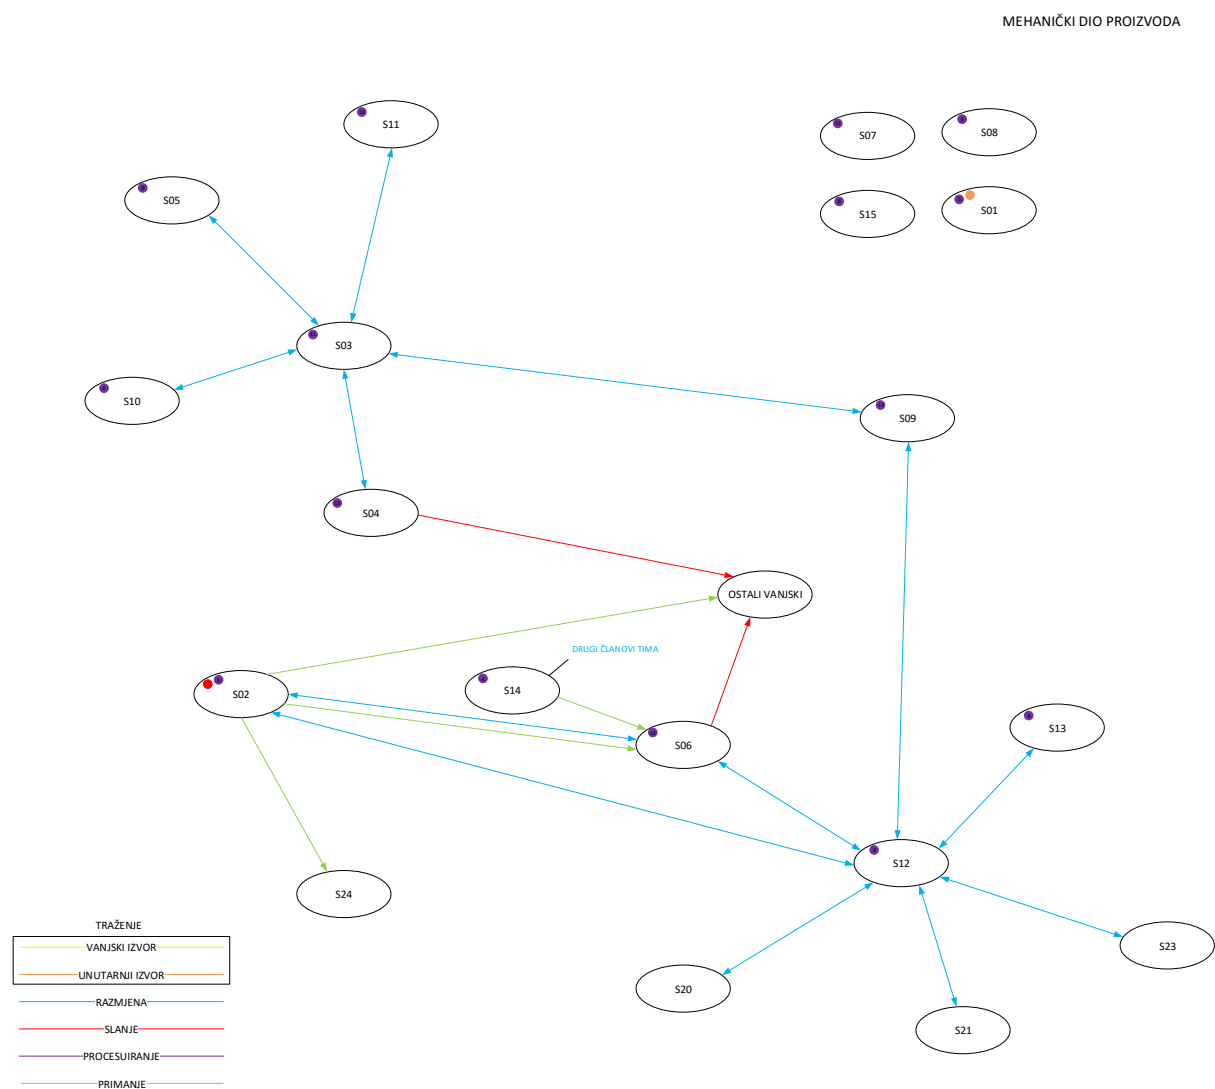 MEHANIČKI DIO PROIZVODA
S11
S07
S08
S05
S15
S01
S03
S10
S09
S04
OSTALI VANJSKI
DRUGI ČLANOVI TIMA
S02
S14
S06
S13
S12
S24
S23
S20
S21
TRAŽENJE
VANJSKI IZVOR
UNUTARNJI IZVOR
RAZMJENA
SLANJE
PROCESUIRANJE
PRIMANJE